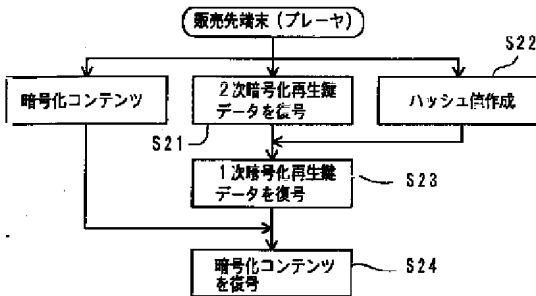 販売先端末（プレーヤ）
S22
暗号化コンテンツ
２次暗号化再生鍵
データを復号
ハッシュ値作成
S21
１次暗号化再生鍵
データを復号
S23
暗号化コンテンツ
を復号
S24